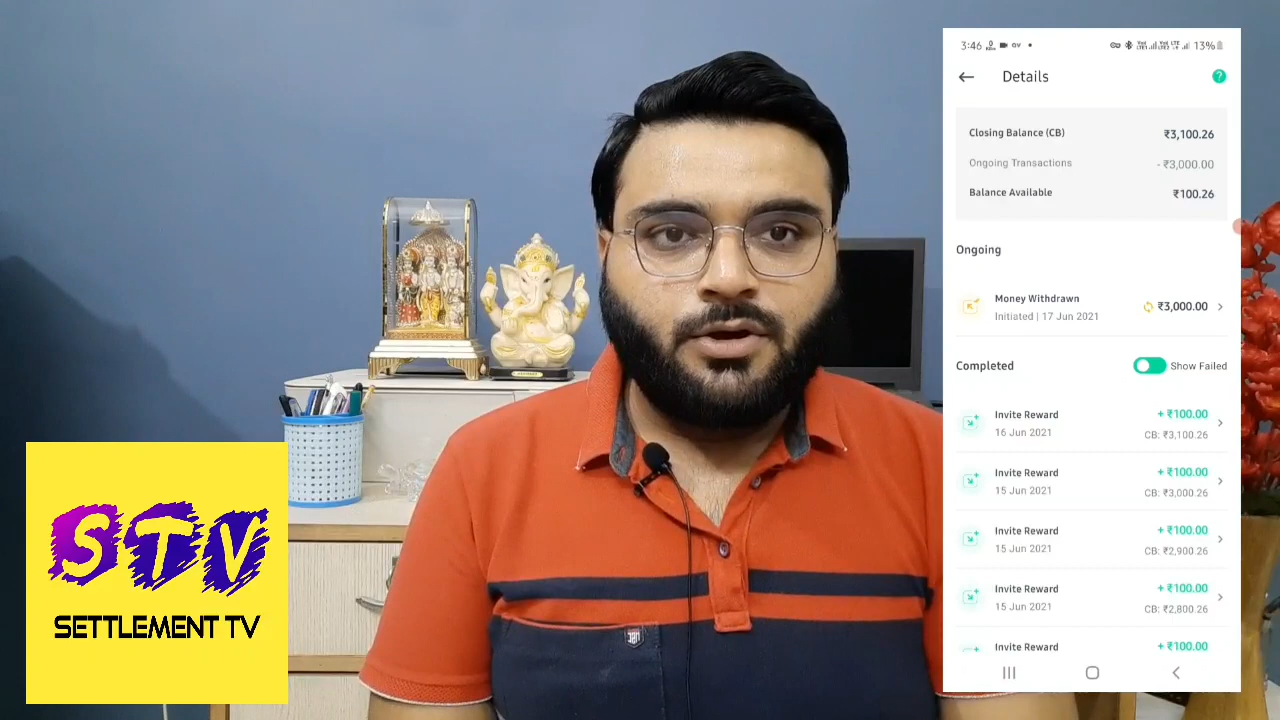 3:46
13%
Details
?
Closing Balance (CB) ₹3,100.26
Ongoing Transactions - ₹3,000.00
Balance Available ₹100.26
Ongoing
Money Withdrawn ₹3,000.00
Initiated | 17 Jun 2021
Completed Show Failed
Invite Reward + ₹100.00
16 Jun 2021 CB: ₹3,100.26
Invite Reward + ₹100.00
15 Jun 2021 CB: ₹3,000.26
Invite Reward + ₹100.00
15 Jun 2021 CB: ₹2,900.26
Invite Reward + ₹100.00
15 Jun 2021 CB: ₹2,800.26
Invite Reward + ₹100.00
STV
SETTLEMENT TV